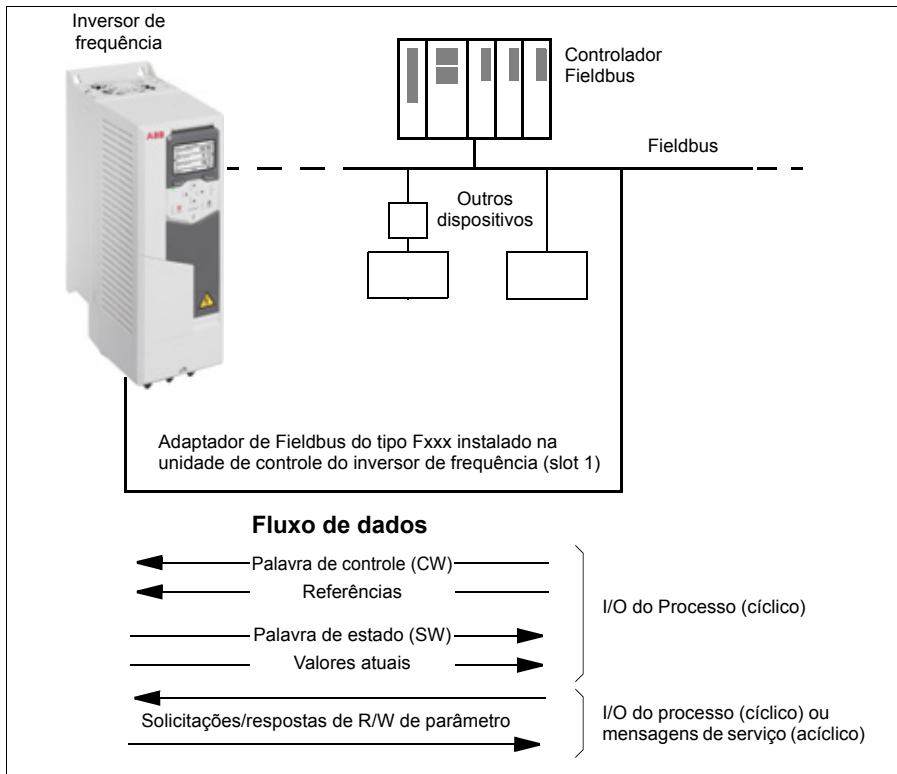 Inversor de
frequência
Controlador
Fieldbus
ABB
Fieldbus
Outros
dispositivos
Adaptador de Fieldbus do tipo Fxxx instalado na
unidade de controle do inversor de frequência (slot 1)
Fluxo de dados
Palavra de controle (CW)
Referências
I/O do Processo (cíclico)
Palavra de estado (SW)
Valores atuais
Solicitações/respostas de R/W de parâmetro
I/O do processo (cíclico) ou
mensagens de serviço (acíclico)